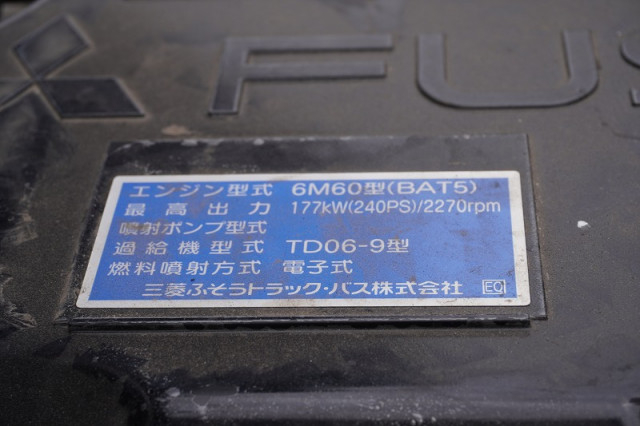 FUS
エンジン型式 6M60型(BAT5)
最高出力 177kW(240PS)/2270rpm
噴射ポンプ型式
過給機型式 TD06-9型
燃料噴射方式 電子式
三菱ふそうトラック・バス株式会社 EQ